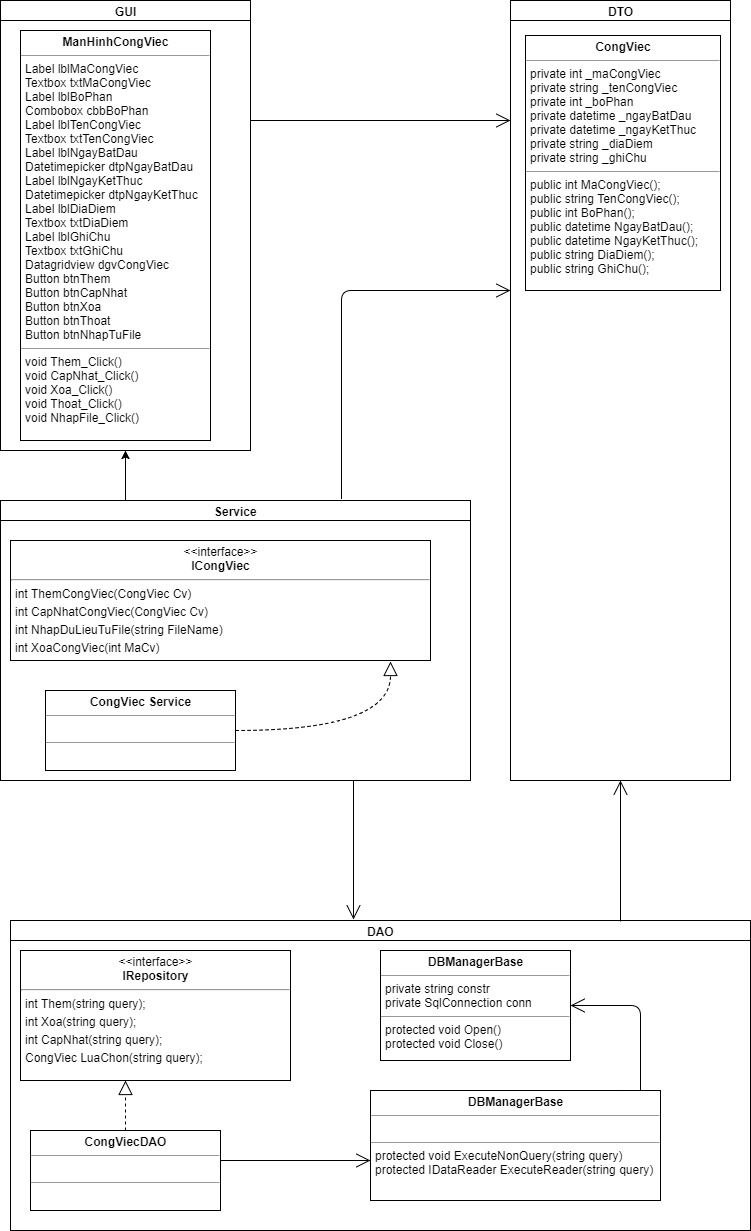 GUI
ManHinhCongViec
Label lblMaCongViec
Textbox txtMaCongViec
Label lblBoPhan
Combobox cbbBoPhan
Label lblTenCongViec
Textbox txtTenCongViec
Label lblNgayBatDau
Datetimepicker dtpNgayBatDau
Label lblNgayKetThuc
Datetimepicker dtpNgayKetThuc
Label lblDiaDiem
Textbox txtDiaDiem
Label lblGhiChu
Textbox txtGhiChu
Datagridview dgvCongViec
Button btnThem
Button btnCapNhat
Button btnXoa
Button btnThoat
Button btnNhapTuFile
void Them_Click()
void CapNhat_Click()
void Xoa_Click()
void Thoat_Click()
void NhapFile_Click()
DTO
CongViec
private int _maCongViec
private string _tenCongViec
private int _boPhan
private datetime _ngayBatDau
private datetime _ngayKetThuc
private string _diaDiem
private string _ghiChu
public int MaCongViec();
public string TenCongViec();
public int BoPhan();
public datetime NgayBatDau();
public datetime NgayKetThuc();
public string DiaDiem();
public string GhiChu();
Service
<<interface>>
ICongViec
int ThemCongViec(CongViec Cv)
int CapNhatCongViec(CongViec Cv)
int NhapDuLieuTuFile(string FileName)
int XoaCongViec(int MaCv)
CongViec Service
DAO
<<interface>>
IRepository
int Them(string query);
int Xoa(string query);
int CapNhat(string query);
CongViec LuaChon(string query);
CongViecDAO
DBManagerBase
private string constr
private SqlConnection conn
protected void Open()
protected void Close()
DBManagerBase
protected void ExecuteNonQuery(string query)
protected IDataReader ExecuteReader(string query)